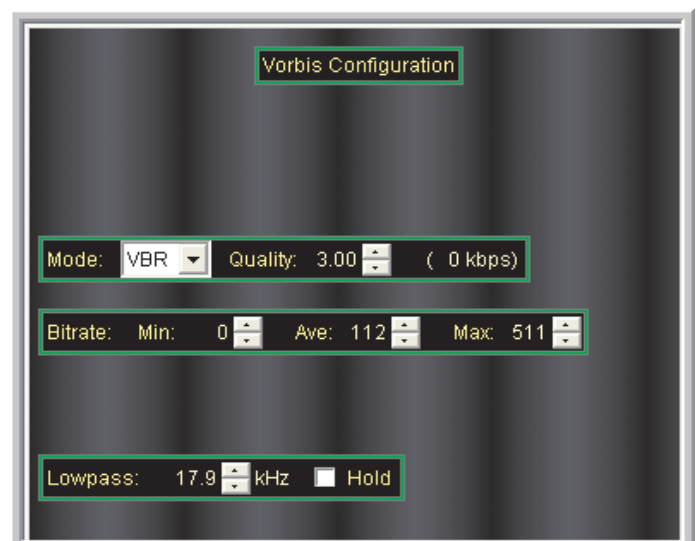 Vorbis Configuration
Mode: VBR Quality: 3.00 ( 0 kbps)
Bitrate: Min: 0 Ave: 112 Max: 511
Lowpass: 17.9 kHz Hold